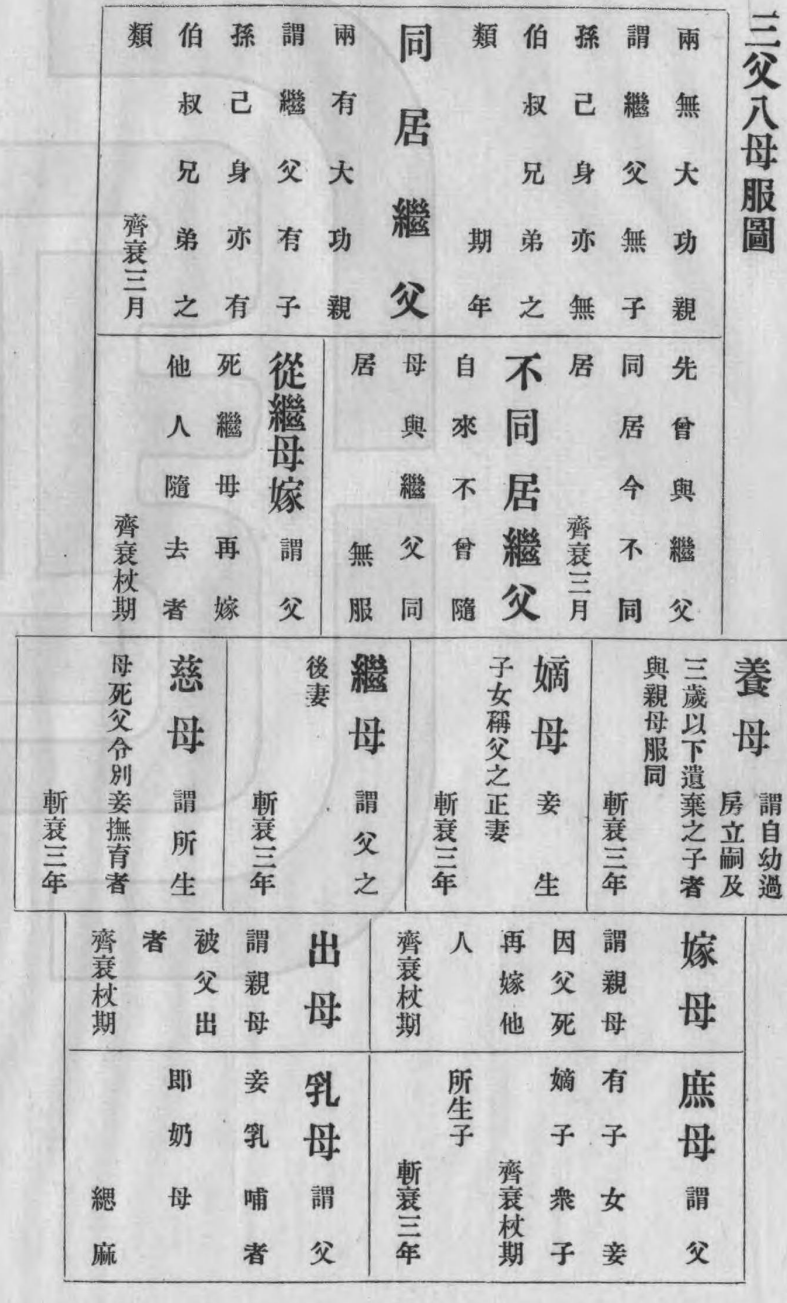 三父八母服圖
兩無大功親
謂繼父無子
孫己身亦無
伯叔兄弟之
類
期年
同居繼父
兩有大功親
謂繼父有子
孫己身亦有
伯叔兄弟之
類
齊衰三月
先曾與繼父
同居今不同
居
齊衰三月
不同居繼父
自來不曾隨
母與繼父同
居
無服
從繼母嫁 謂父
死繼母再嫁
他人隨去者
齊衰杖期
養母 謂自幼過
房立嗣及
三歲以下遺棄之子者
與親母服同
斬衰三年
嫡母 妾生
子女稱父之正妻
斬衰三年
繼母 謂父之
後妻
斬衰三年
慈母 謂所生
母死父令別妾撫育者
斬衰三年
嫁母
謂親母
因父死
再嫁他
人
齊衰杖期
出母
謂親母
被父出
者
齊衰杖期
庶母 謂父
有子女妾
嫡子衆子
齊衰杖期
所生子
斬衰三年
乳母 謂父
妾乳哺者
即奶母
緦麻